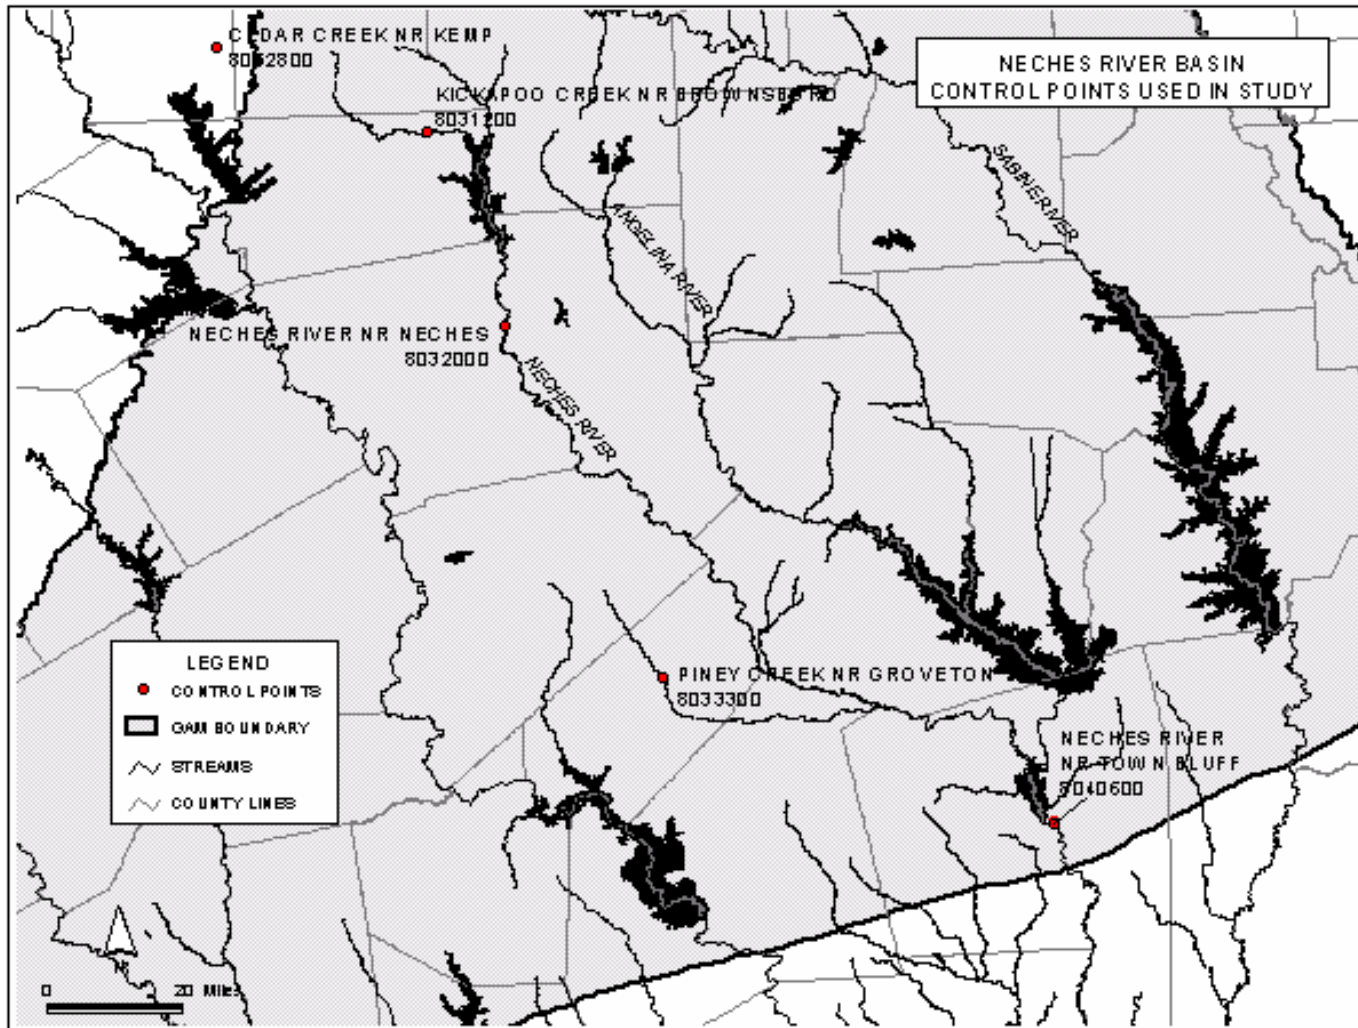 CEDAR CREEK NR KEMP
8062800
NECHES RIVER BASIN
CONTROL POINTS USED IN STUDY
KICKAPOO CREEK NR BROWNSBORO
8031200
SABINE RIVER
ANGELINA RIVER
NECHES RIVER NR NECHES
8032000
NECHES RIVER
LEGEND
CONTROL POINTS
GAM BOUNDARY
STREAMS
COUNTY LINES
PINEY CREEK NR GROVETON
8033300
NECHES RIVER
NR TOWN BLUFF
8040600
N
0 20 Miles